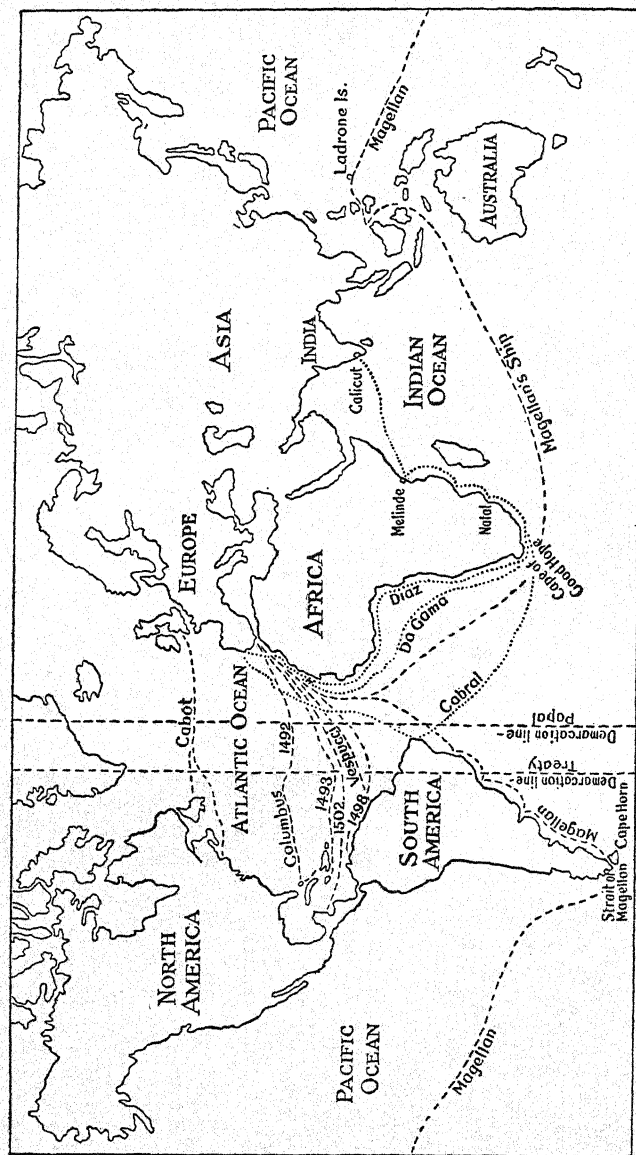 NORTH
AMERICA
EUROPE
ASIA
PACIFIC
OCEAN
Cabot
ATLANTIC OCEAN
Columbus
1492
1493
1502
1498
Vespucci
AFRICA
INDIA
Calicut
Ladrone Is.
Magellan
PACIFIC
OCEAN
SOUTH
AMERICA
Demarcation line-
Treaty
Demarcation line-
Papal
Diaz
Da Gama
Cabral
Melinde
Natal
INDIAN
OCEAN
AUSTRALIA
Magellan
Magellan
Strait of
Magellan
Cape Horn
Cape of
Good Hope
Magellan's Ship